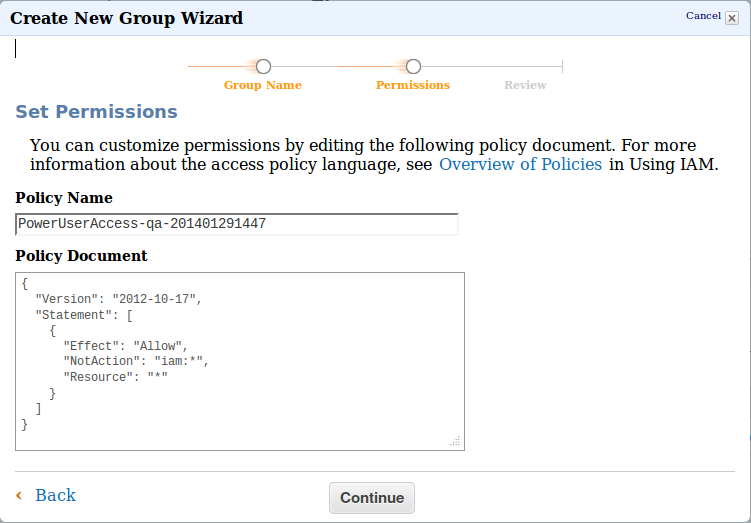 Create New Group Wizard
Cancel
Group Name
Permissions
Review
Set Permissions
You can customize permissions by editing the following policy document. For more
information about the access policy language, see Overview of Policies in Using IAM.
Policy Name
PowerUserAccess-qa-201401291447
Policy Document
{
  "Version": "2012-10-17",
  "Statement": [
    {
      "Effect": "Allow",
      "NotAction": "iam:*",
      "Resource": "*"
    }
  ]
}
Back
Continue